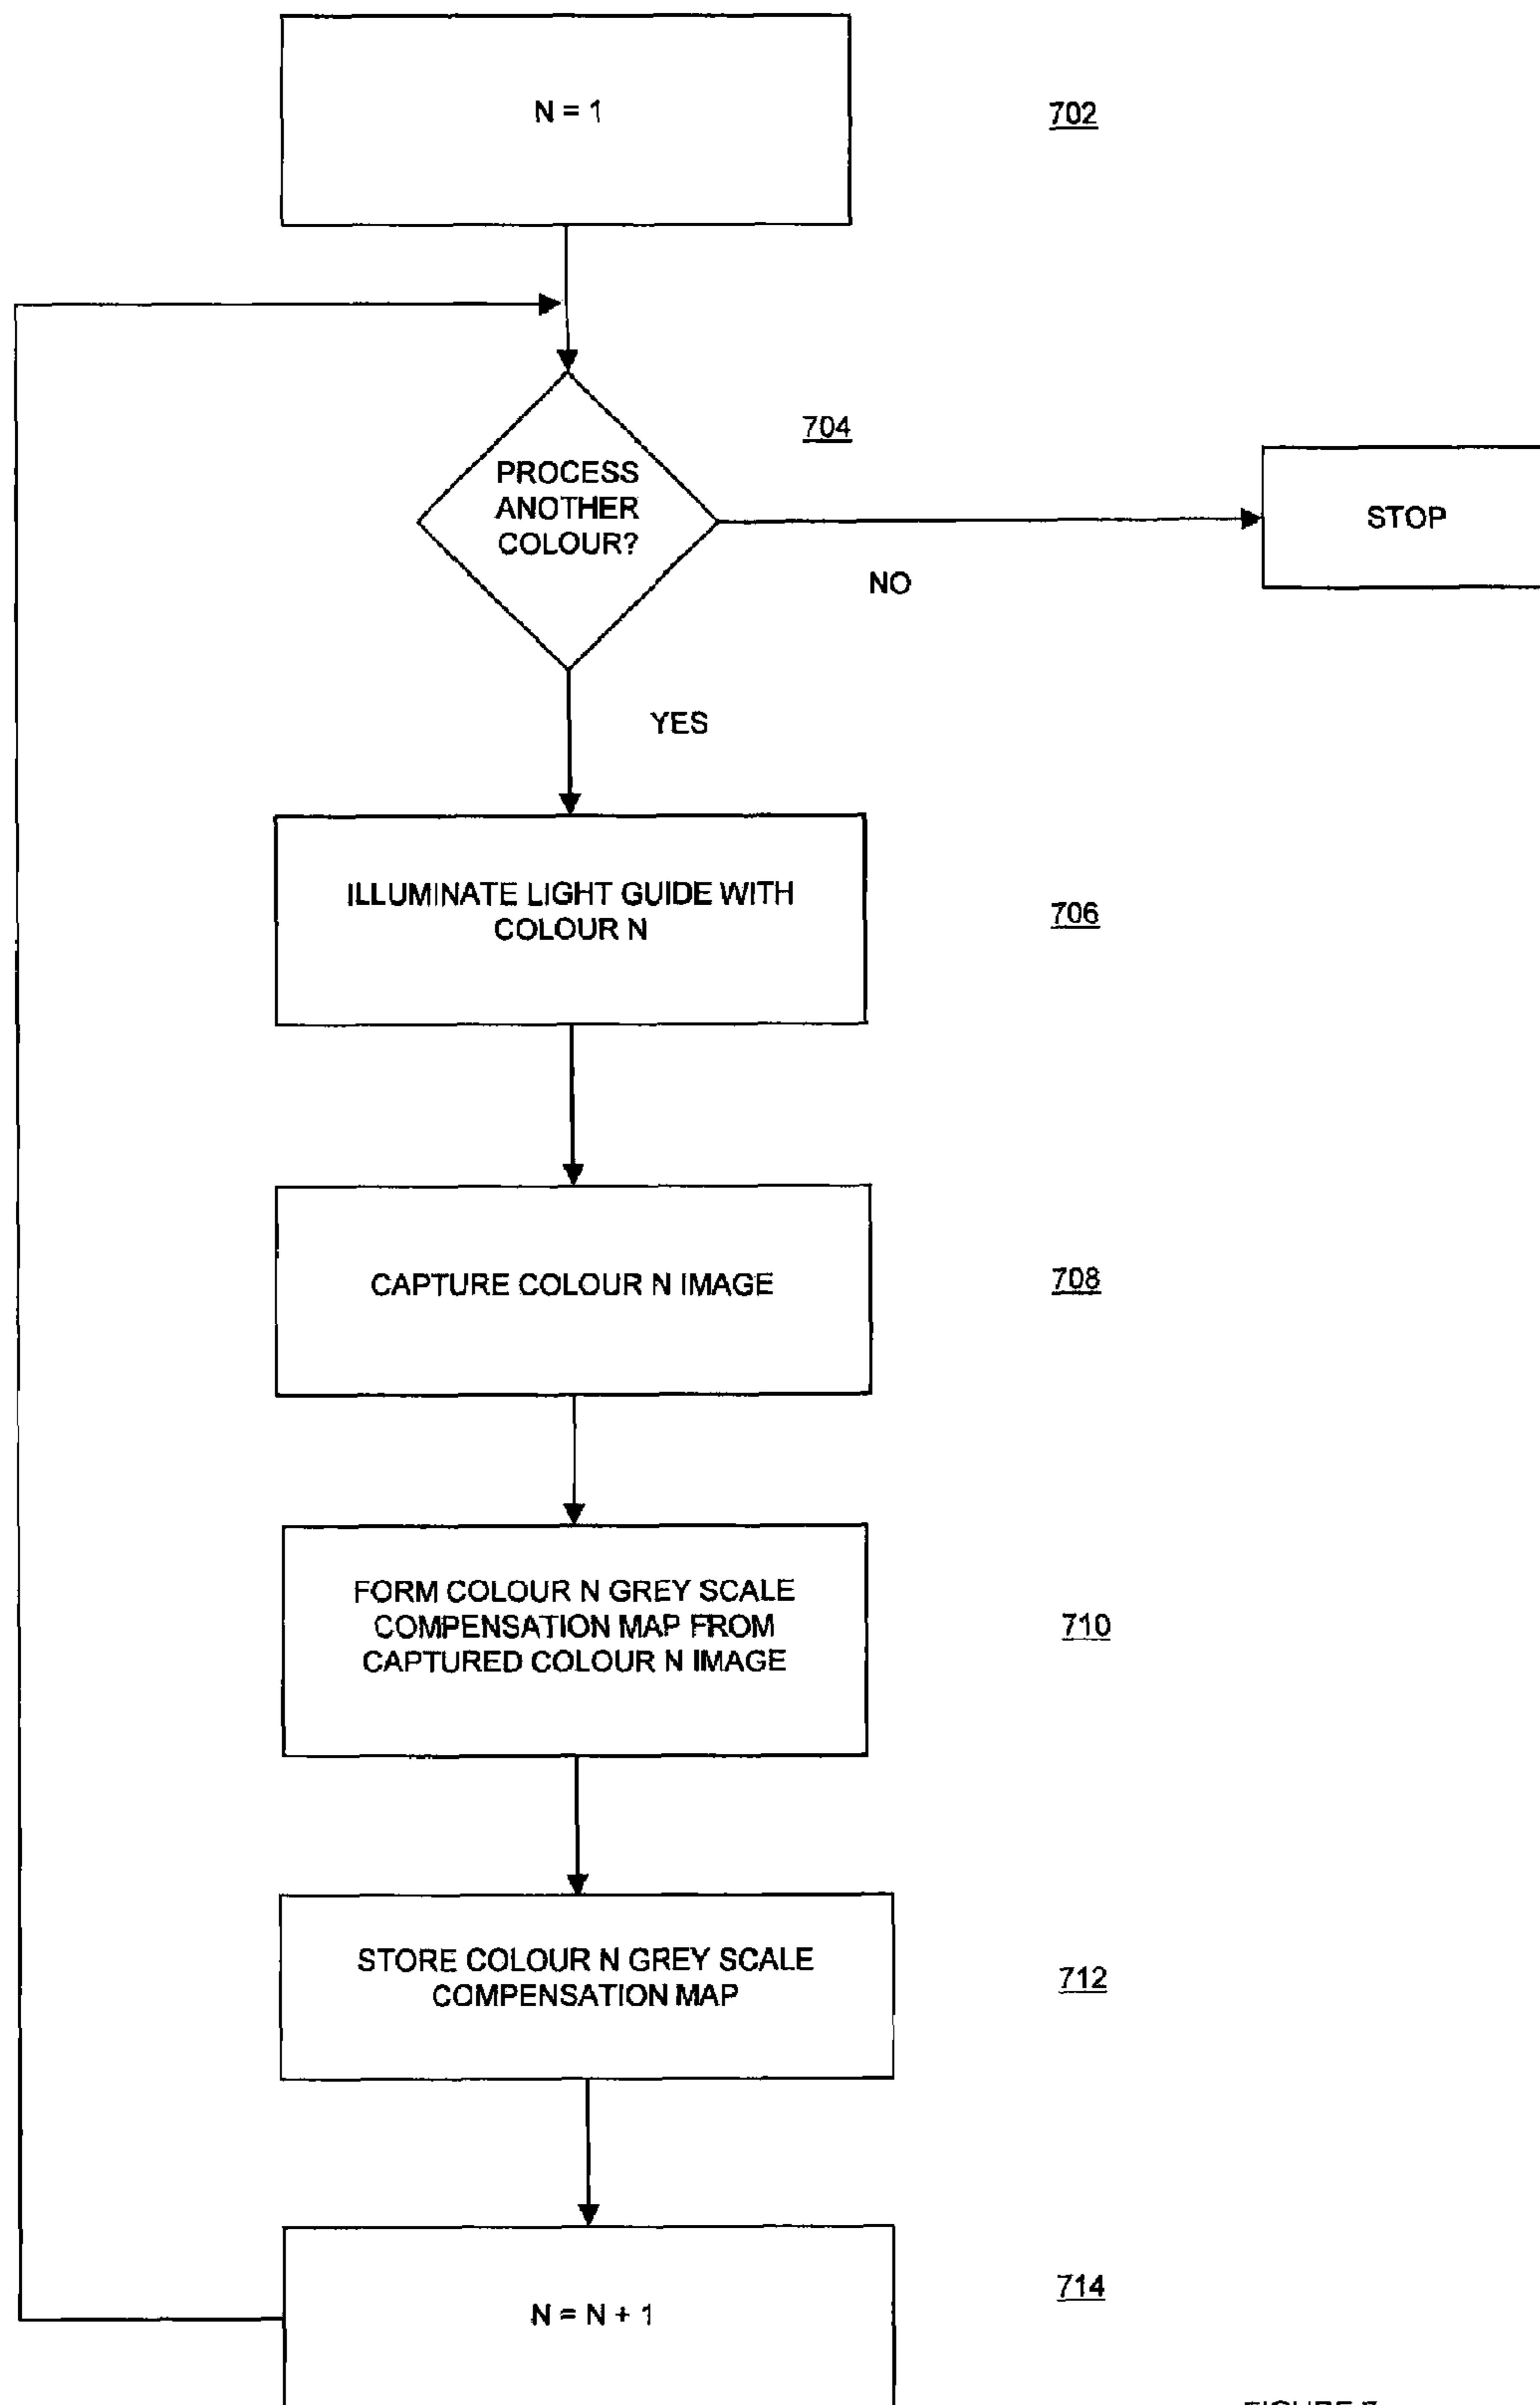 N = 1
702
704
PROCESS
ANOTHER
COLOUR?
STOP
NO
YES
ILLUMINATE LIGHT GUIDE WITH
COLOUR N
706
CAPTURE COLOUR N IMAGE
708
FORM COLOUR N GREY SCALE
COMPENSATION MAP FROM
CAPTURED COLOUR N IMAGE
710
STORE COLOUR N GREY SCALE
COMPENSATION MAP
712
714
N = N + 1